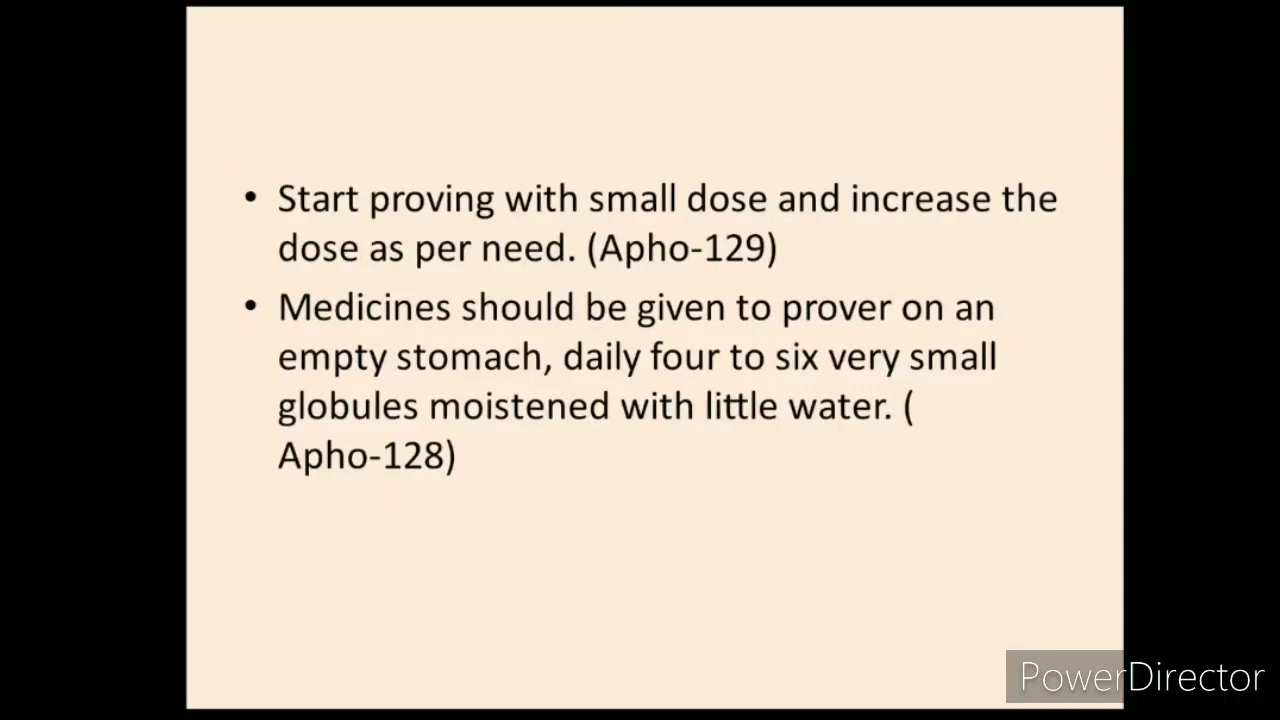 • Start proving with small dose and increase the
dose as per need. (Apho-129)
• Medicines should be given to prover on an
empty stomach, daily four to six very small
globules moistened with little water. (
Apho-128)
PowerDirector